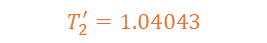 T₂′ = 1.04043